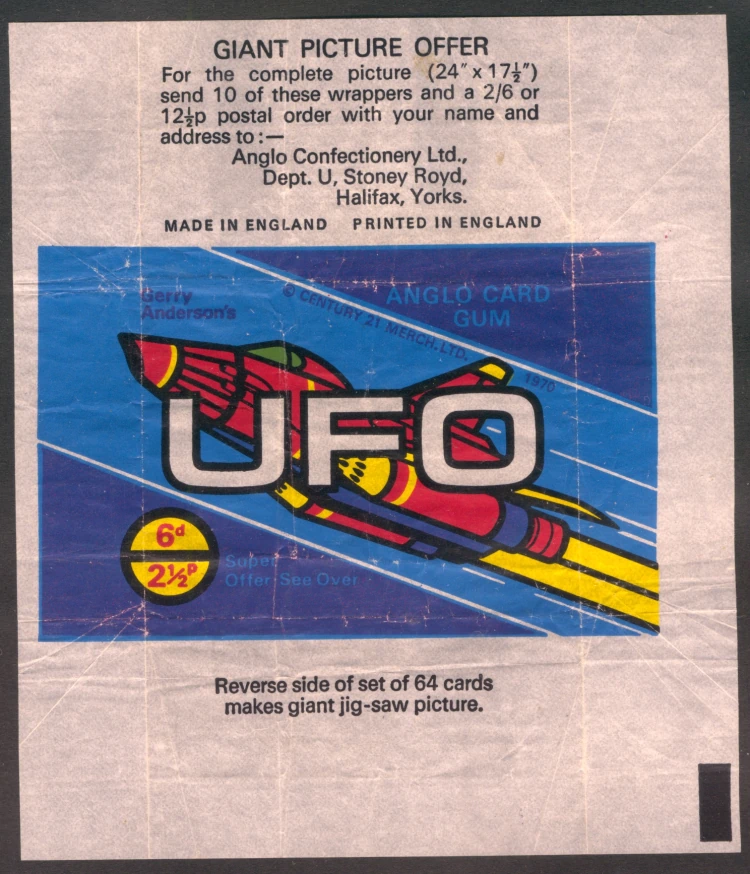 GIANT PICTURE OFFER
For the complete picture (24″ x 17½″)
send 10 of these wrappers and a 2/6 or
12½p postal order with your name and
address to :—
Anglo Confectionery Ltd.,
Dept. U, Stoney Royd,
Halifax, Yorks.
MADE IN ENGLAND PRINTED IN ENGLAND
Gerry
Anderson's
© CENTURY 21 MERCH. LTD. 1970
ANGLO CARD
GUM
UFO
6d
2½P
Super
Offer See Over
Reverse side of set of 64 cards
makes giant jig-saw picture.